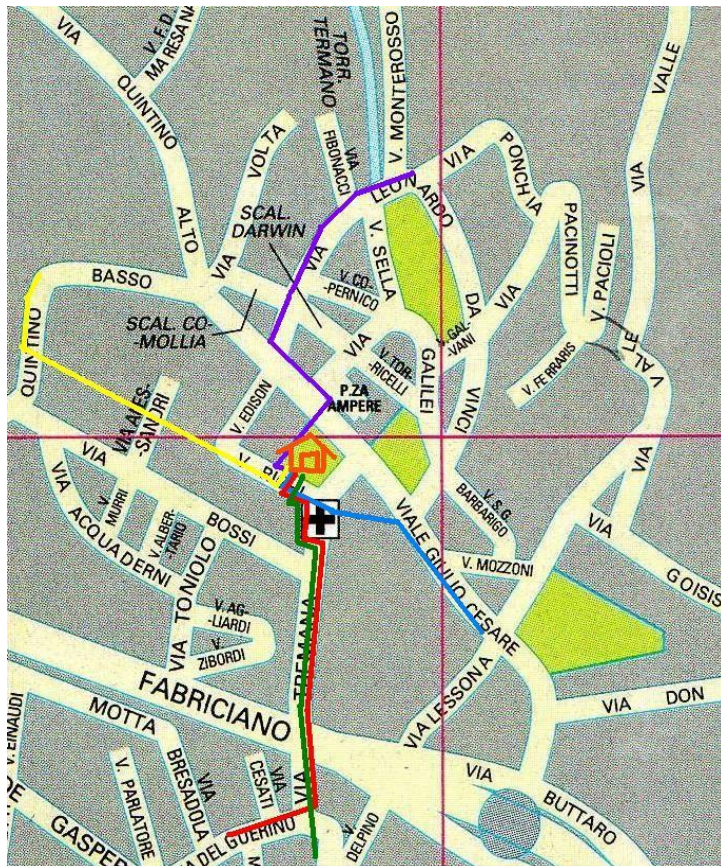 VIA QUINTINO ALTO
V. F.D. MARESANA
TORR. TERMANO
V. MONTEROSSO
VALLE
VIA
VIA VOLTA
VIA FIBONACCI
VIA
LEONARDO
DA
VINCI
PONCHIA
SCAL. DARWIN
VIA
V. SELLA
PACINOTTI
V. PACIOLI
BASSO
V. CO-
-PERNICO
VIA
GAL-
-VANI
SCAL. CO-
-MOLLIA
VIA
V. TOR-
RICELLI
GALILEI
V. FERRARIS
V. ALLE
QUINTINO
VIA ALES-
SANDRI
V. EDISON
P.ZA
AMPERE
VIA
VIA
V. MURRI
V. ALBER-
-TARIO
BOSSI
VIALE GIULIO CESARE
V. S.G.
BARBARIGO
VIA
VIA
ACQUADERNI
V. MOZZONI
GOISIS
VIA TONIOLO
V. AG-
-LIARDI
V.
ZIBORDI
TREMANA
VIA
FABRICIANO
VIA LESSONA
VIA DON
V. EINAUDI
MOTTA
VIA
BRESADOLA
V. PARLATORE
VIA
CESATI
VIA
BUTTARO
DE
GASPER
DEL GUERINO
V.
DELPINO